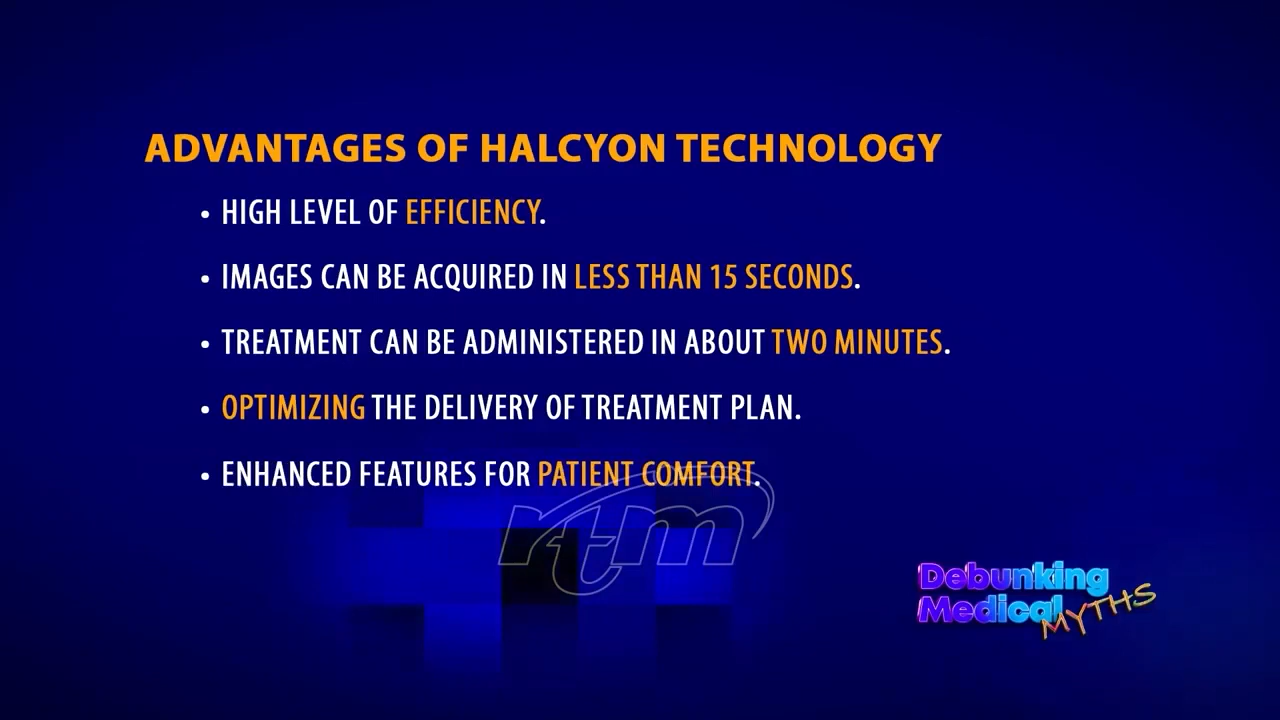 ADVANTAGES OF HALCYON TECHNOLOGY
• HIGH LEVEL OF EFFICIENCY.
• IMAGES CAN BE ACQUIRED IN LESS THAN 15 SECONDS.
• TREATMENT CAN BE ADMINISTERED IN ABOUT TWO MINUTES.
• OPTIMIZING THE DELIVERY OF TREATMENT PLAN.
• ENHANCED FEATURES FOR PATIENT COMFORT.
rtm
Debunking
Medical
MYTHS